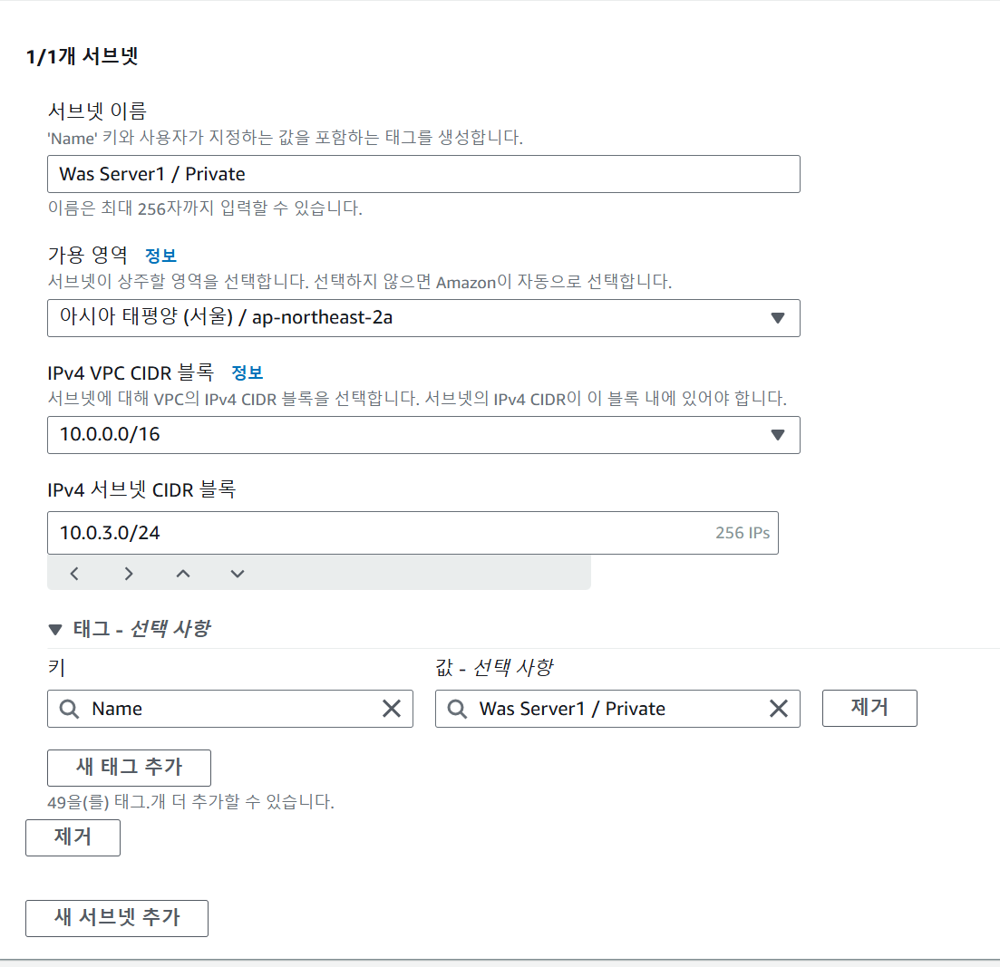 1/1개 서브넷
서브넷 이름
'Name' 키와 사용자가 지정하는 값을 포함하는 태그를 생성합니다.
Was Server1 / Private
이름은 최대 256자까지 입력할 수 있습니다.
가용 영역 정보
서브넷이 상주할 영역을 선택합니다. 선택하지 않으면 Amazon이 자동으로 선택합니다.
아시아 태평양 (서울) / ap-northeast-2a
IPv4 VPC CIDR 블록 정보
서브넷에 대해 VPC의 IPv4 CIDR 블록을 선택합니다. 서브넷의 IPv4 CIDR이 이 블록 내에 있어야 합니다.
10.0.0.0/16
IPv4 서브넷 CIDR 블록
10.0.3.0/24 256 IPs
태그 - 선택 사항
키 값 - 선택 사항
Name Was Server1 / Private 제거
새 태그 추가
49을(를) 태그.개 더 추가할 수 있습니다.
제거
새 서브넷 추가